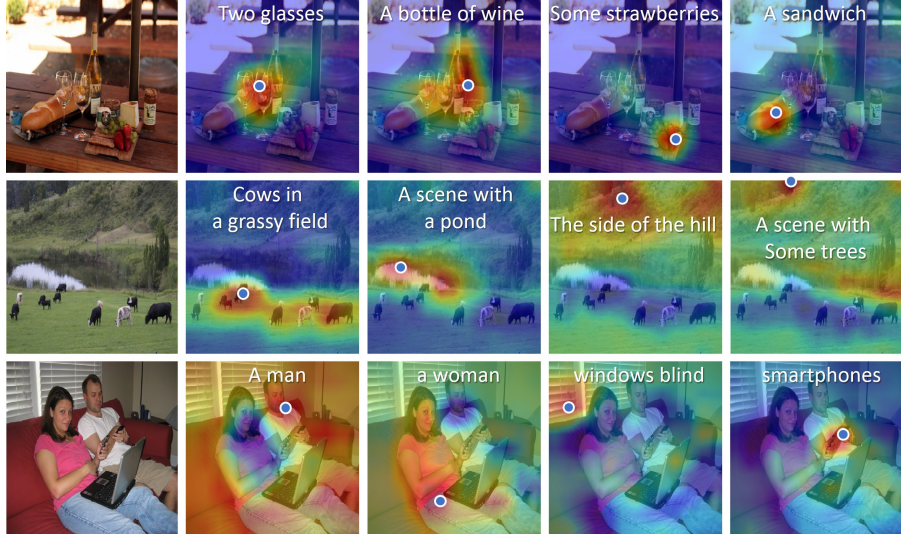 Two glasses
A bottle of wine
Some strawberries
A sandwich
Cows in
a grassy field
A scene with
a pond
The side of the hill
A scene with
Some trees
A man
a woman
windows blind
smartphones